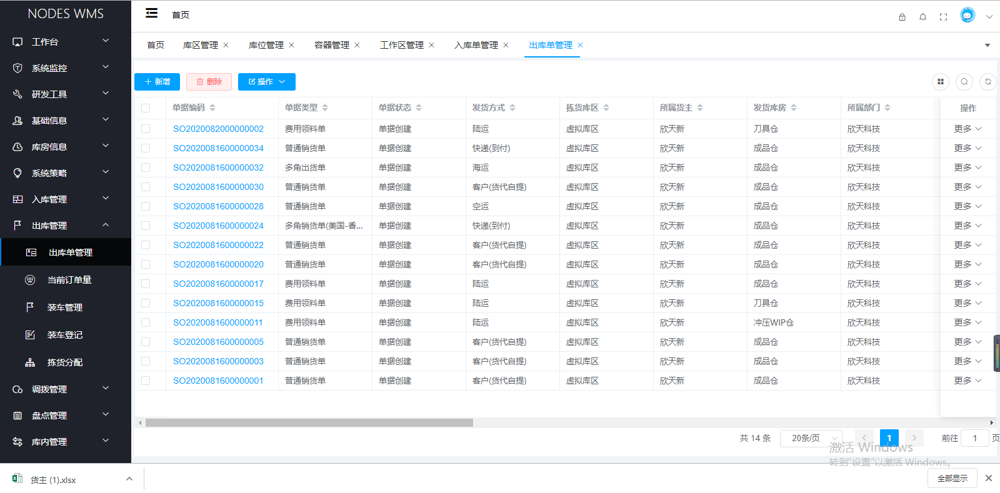 NODES WMS
首页
工作台
系统监控
研发工具
基础信息
库房信息
系统策略
入库管理
出库管理
出库单管理
当前订单量
装车管理
装车登记
拣货分配
调拨管理
盘点管理
库内管理
首页 库区管理 库位管理 容器管理 工作区管理 入库单管理 出库单管理
新增 删除 操作
单据编码 单据类型 单据状态 发货方式 拣货库区 所属货主 发货库房 所属部门 操作
SO2020082000000002 费用领料单 单据创建 陆运 虚拟库区 欣天新 刀具仓 欣天科技 更多
SO2020081600000034 普通销货单 单据创建 快递(到付) 虚拟库区 欣天新 成品仓 欣天科技 更多
SO2020081600000032 多角出货单 单据创建 海运 虚拟库区 欣天新 成品仓 欣天科技 更多
SO2020081600000030 普通销货单 单据创建 客户(货代自提) 虚拟库区 欣天新 成品仓 欣天科技 更多
SO2020081600000028 普通销货单 单据创建 空运 虚拟库区 欣天新 成品仓 欣天科技 更多
SO2020081600000024 多角销货单(美国-香... 单据创建 快递(到付) 虚拟库区 欣天新 成品仓 欣天科技 更多
SO2020081600000022 普通销货单 单据创建 客户(货代自提) 虚拟库区 欣天新 成品仓 欣天科技 更多
SO2020081600000020 普通销货单 单据创建 客户(货代自提) 虚拟库区 欣天新 成品仓 欣天科技 更多
SO2020081600000017 费用领料单 单据创建 陆运 虚拟库区 欣天新 成品仓 欣天科技 更多
SO2020081600000015 费用领料单 单据创建 陆运 虚拟库区 欣天新 刀具仓 欣天科技 更多
SO2020081600000011 费用领料单 单据创建 陆运 虚拟库区 欣天新 冲压WIP仓 欣天科技 更多
SO2020081600000005 普通销货单 单据创建 客户(货代自提) 虚拟库区 欣天新 成品仓 欣天科技 更多
SO2020081600000003 普通销货单 单据创建 客户(货代自提) 虚拟库区 欣天新 成品仓 欣天科技 更多
SO2020081600000001 普通销货单 单据创建 客户(货代自提) 虚拟库区 欣天新 成品仓 欣天科技 更多
共 14 条 20条/页 1 前往 1 页
激活 Windows
转到"设置"以激活 Windows。
货主 (1).xlsx
全部显示